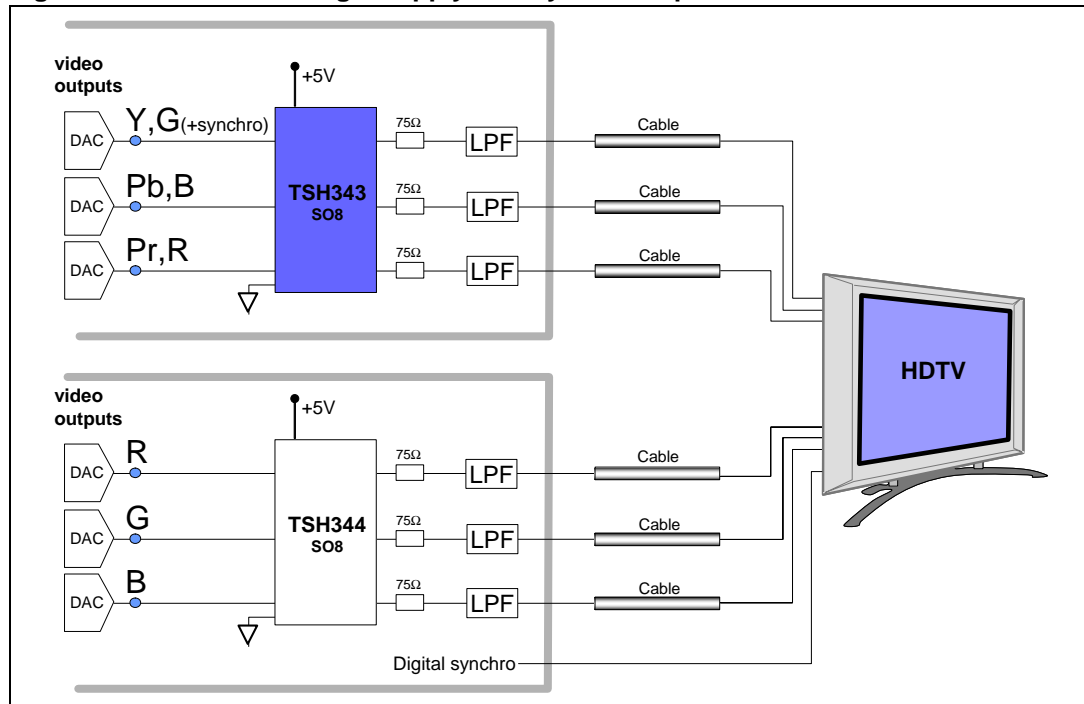 video
outputs
+5V
DAC
Y,G(+synchro)
75Ω
LPF
Cable
DAC
Pb,B
TSH343
SO8
75Ω
LPF
Cable
DAC
Pr,R
75Ω
LPF
Cable
HDTV
video
outputs
+5V
DAC
R
75Ω
LPF
Cable
DAC
G
TSH344
SO8
75Ω
LPF
Cable
DAC
B
75Ω
LPF
Cable
Digital synchro